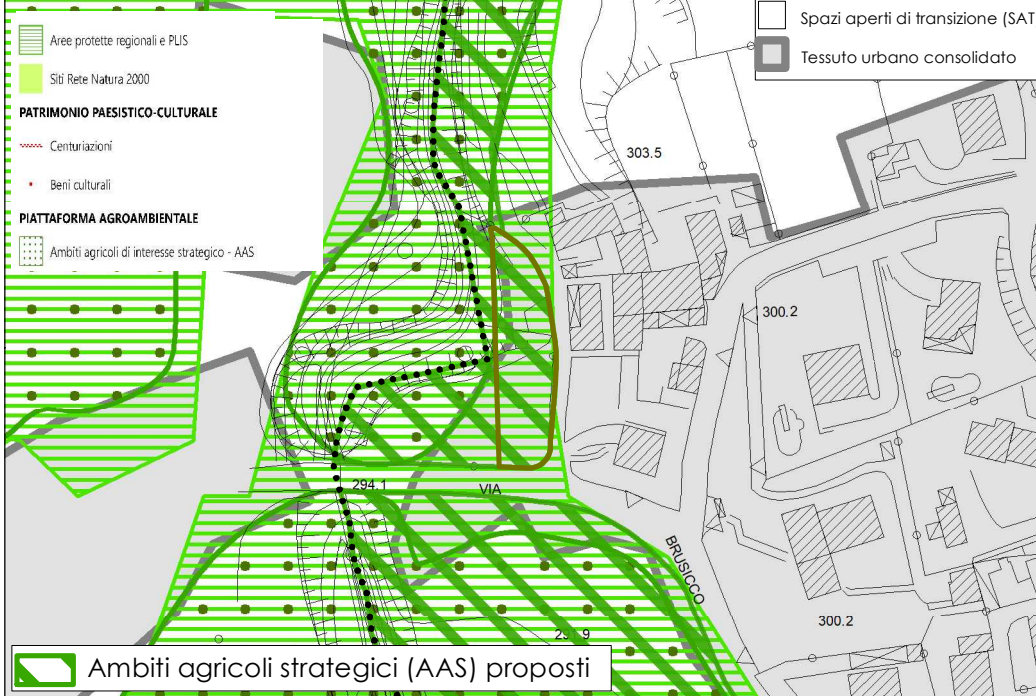 Aree protette regionali e PLIS
Siti Rete Natura 2000
PATRIMONIO PAESISTICO-CULTURALE
Centuriazioni
Beni culturali
PIATTAFORMA AGROAMBIENTALE
Ambiti agricoli di interesse strategico - AAS
Spazi aperti di transizione (SAT
Tessuto urbano consolidato
303.5
300.2
294.1
VIA
BRUSICCO
300.2
Ambiti agricoli strategici (AAS) proposti